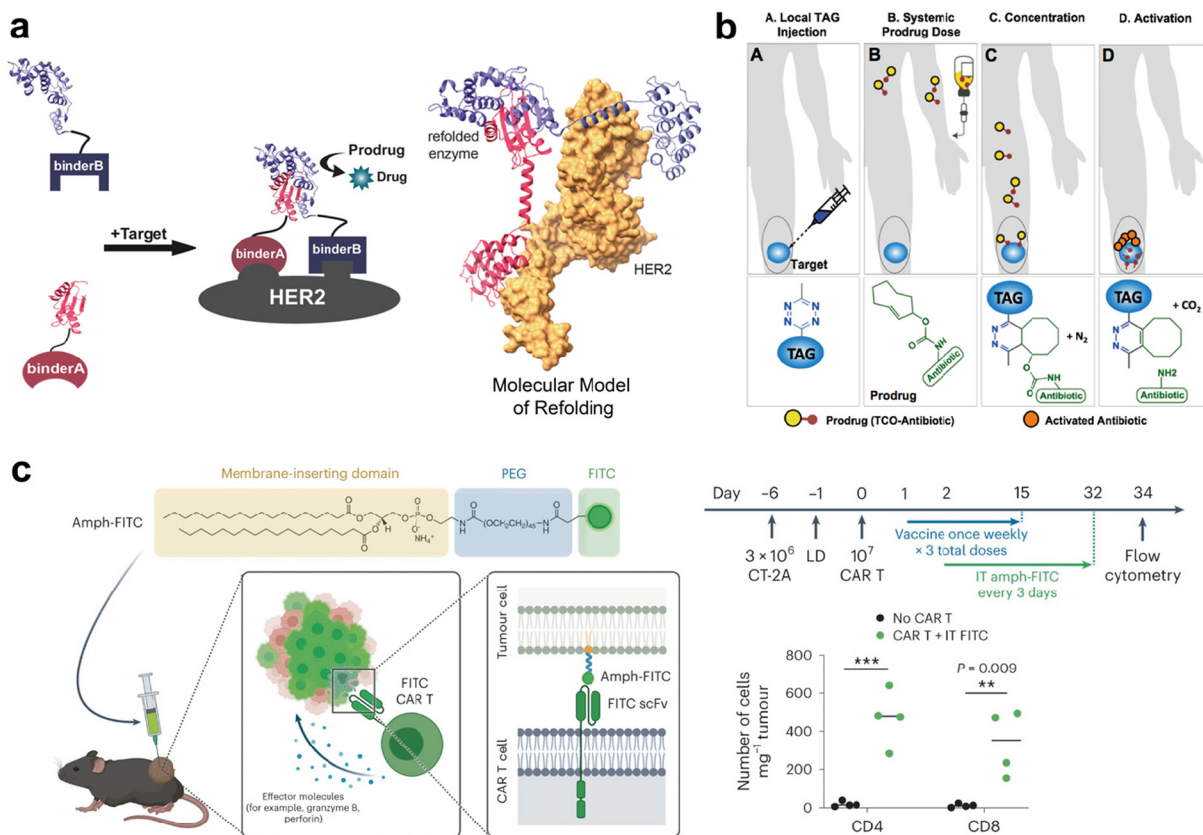 a
binderB
+Target
binderA
Prodrug
Drug
binderA
binderB
HER2
refolded
enzyme
HER2
Molecular Model
of Refolding
b
A. Local TAG
Injection
B. Systemic
Prodrug Dose
C. Concentration
D. Activation
A
B
C
D
Target
N
N
N
N
TAG
O
O
NH
Antibiotic
Prodrug
TAG
N
N
+ N2
O
O
NH
Antibiotic
TAG
+ CO2
N
N
NH2
Antibiotic
Prodrug (TCO-Antibiotic)
Activated Antibiotic
c
Membrane-inserting domain
PEG
FITC
Amph-FITC
O
O
O
H
O
O
P
O
O-
NH4+
O
N
H
O
(OCH2CH2)45
H
N
O
FITC
CAR T
Effector molecules
(for example, granzyme B,
perforin)
Tumour cell
Amph-FITC
FITC scFv
CAR T cell
Day
–6
–1
0
1
2
15
32
34
Vaccine once weekly
× 3 total doses
3 × 10^6
CT-2A
LD
10^7
CAR T
IT amph-FITC
every 3 days
Flow
cytometry
No CAR T
CAR T + IT FITC
Number of cells
mg–1 tumour
800
600
400
200
0
***
P = 0.009
**
CD4
CD8